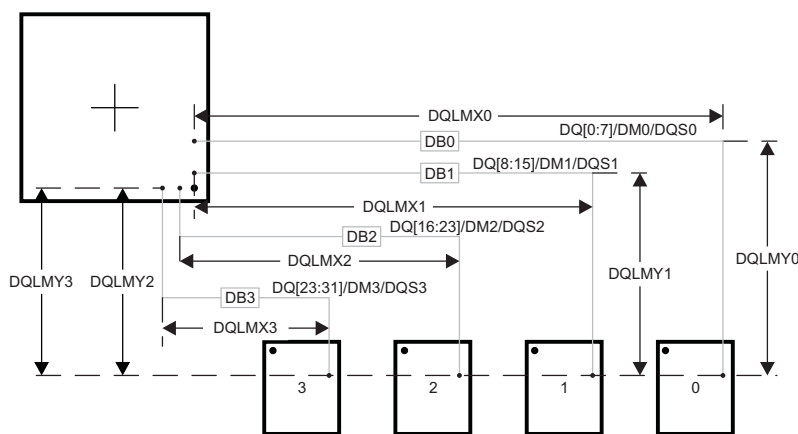 DQLMX0
DQ[0:7]/DM0/DQS0
DB0
DQ[8:15]/DM1/DQS1
DB1
DQLMX1
DQ[16:23]/DM2/DQS2
DB2
DQLMX2
DQLMY3
DQLMY2
DQLMY1
DQLMY0
DQ[23:31]/DM3/DQS3
DB3
DQLMX3
3
2
1
0